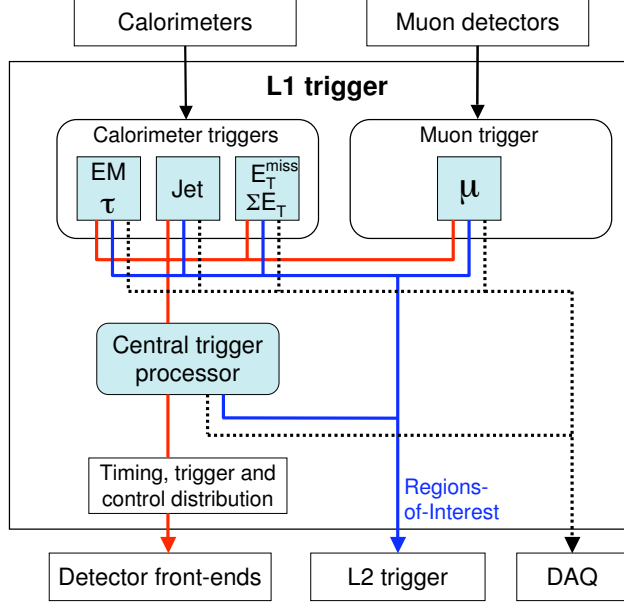 Calorimeters
Muon detectors
L1 trigger
Calorimeter triggers
Muon trigger
EM
τ
Jet
E_T^miss
ΣE_T
μ
Central trigger
processor
Timing, trigger and
control distribution
Regions-
of-Interest
Detector front-ends
L2 trigger
DAQ